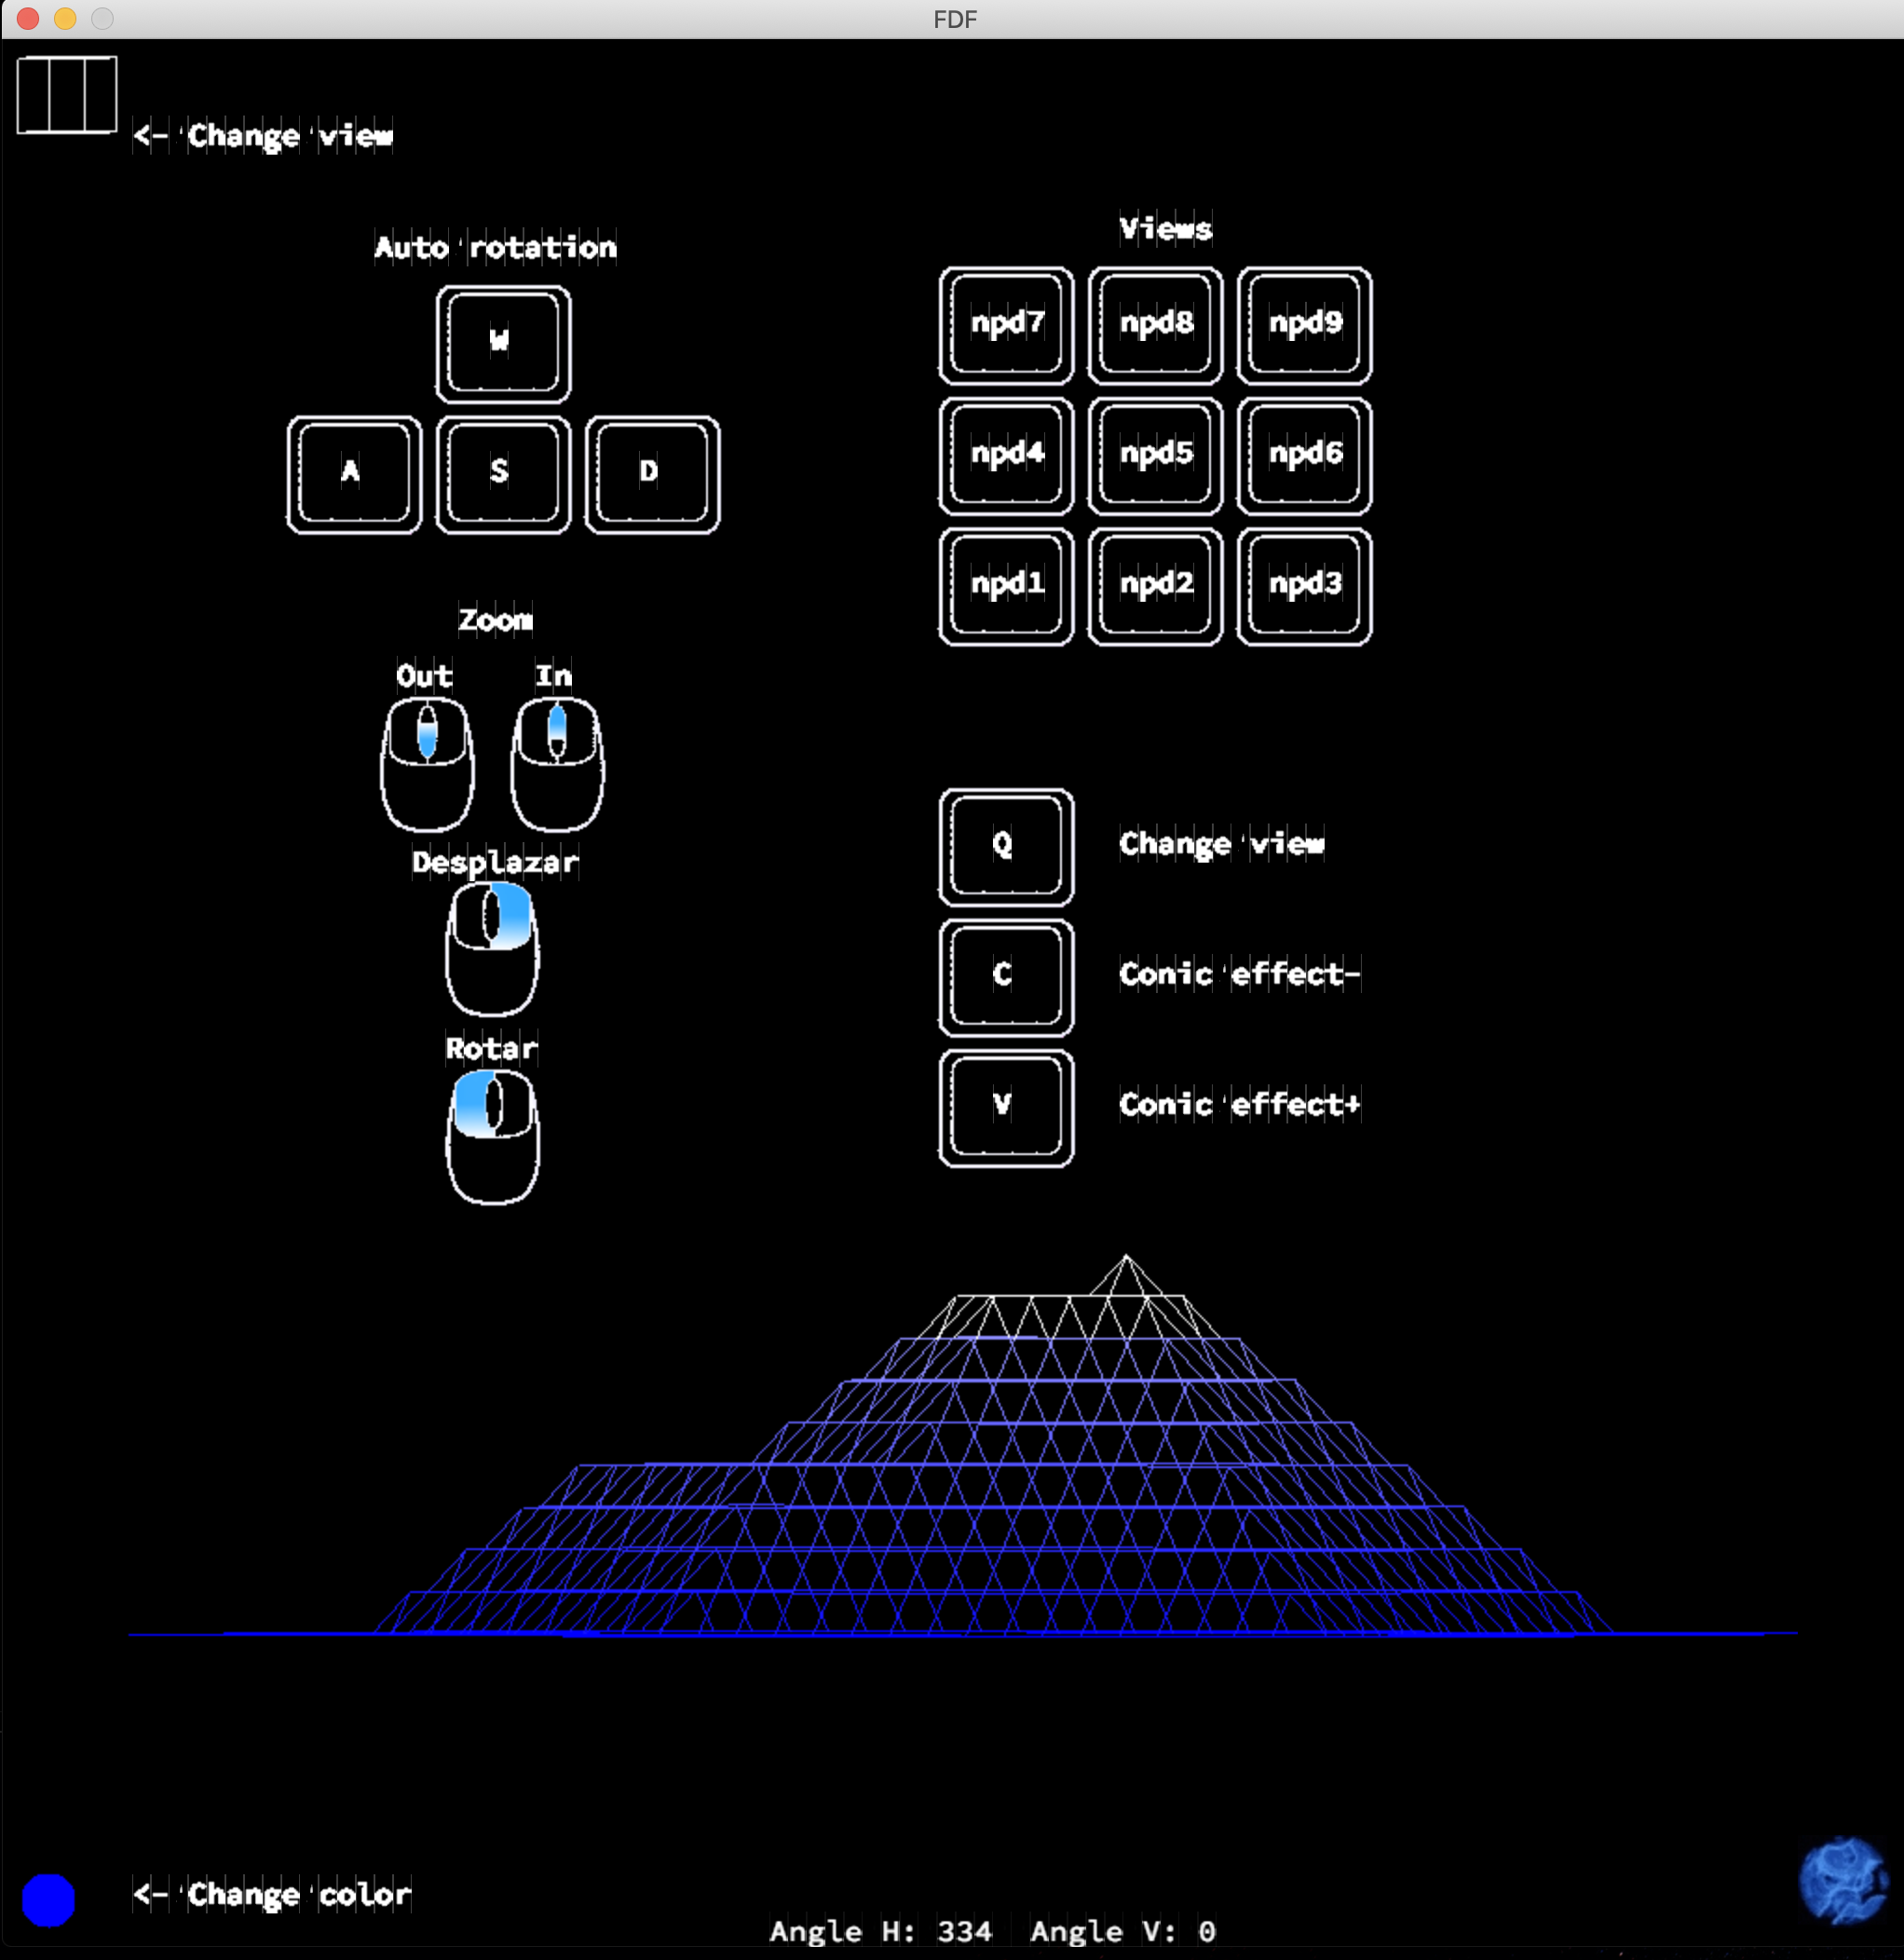 FDF
<- Change view
Auto rotation
W
A S D
Views
npd7 npd8 npd9
npd4 npd5 npd6
npd1 npd2 npd3
Zoom
Out In
Desplazar
Rotar
Q Change view
C Conic effect-
V Conic effect+
<- Change color
Angle H: 334 Angle V: 0